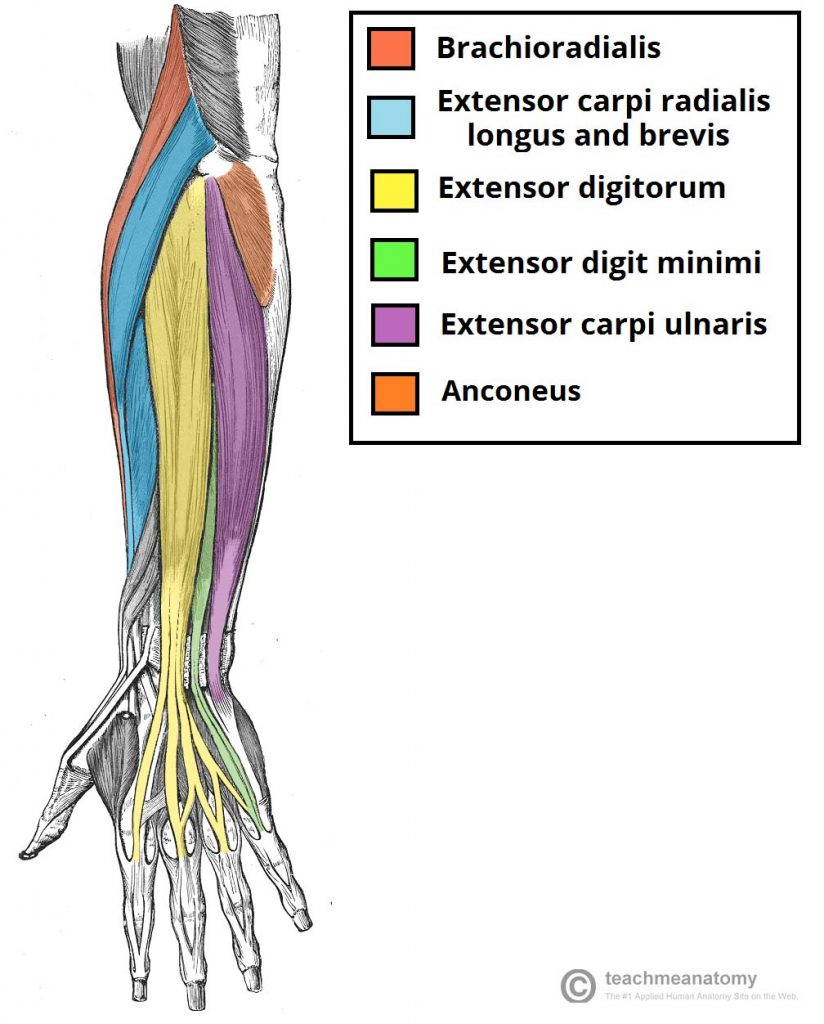 Brachioradialis
Extensor carpi radialis
longus and brevis
Extensor digitorum
Extensor digit minimi
Extensor carpi ulnaris
Anconeus
© teachmeanatomy
The #1 Applied Human Anatomy Site on the Web.